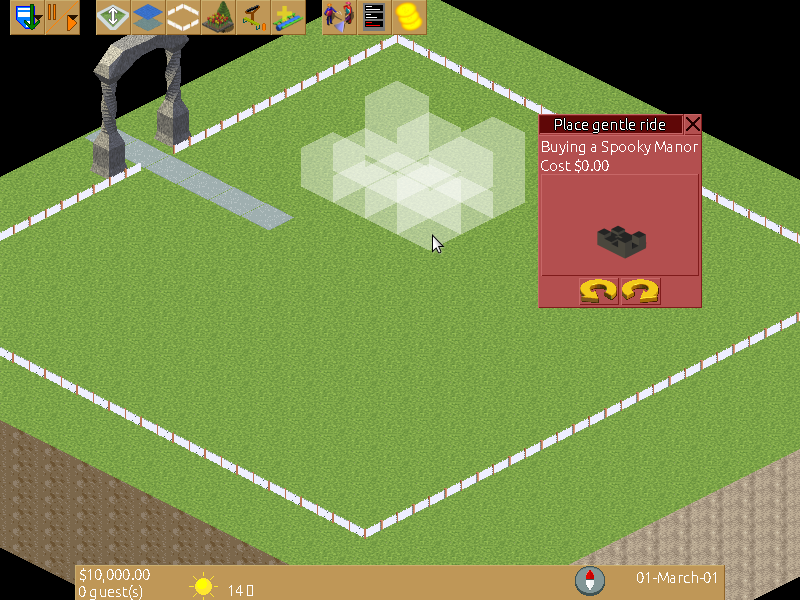 Place gentle ride
Buying a Spooky Manor
Cost $0.00
$10,000.00
0 guest(s)
14
01-March-01